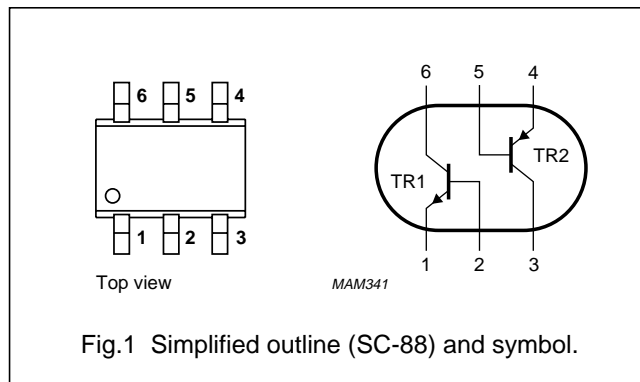 6 5 4
6 5 4
TR1 TR2
1 2 3
1 2 3
Top view
MAM341
Fig.1 Simplified outline (SC-88) and symbol.